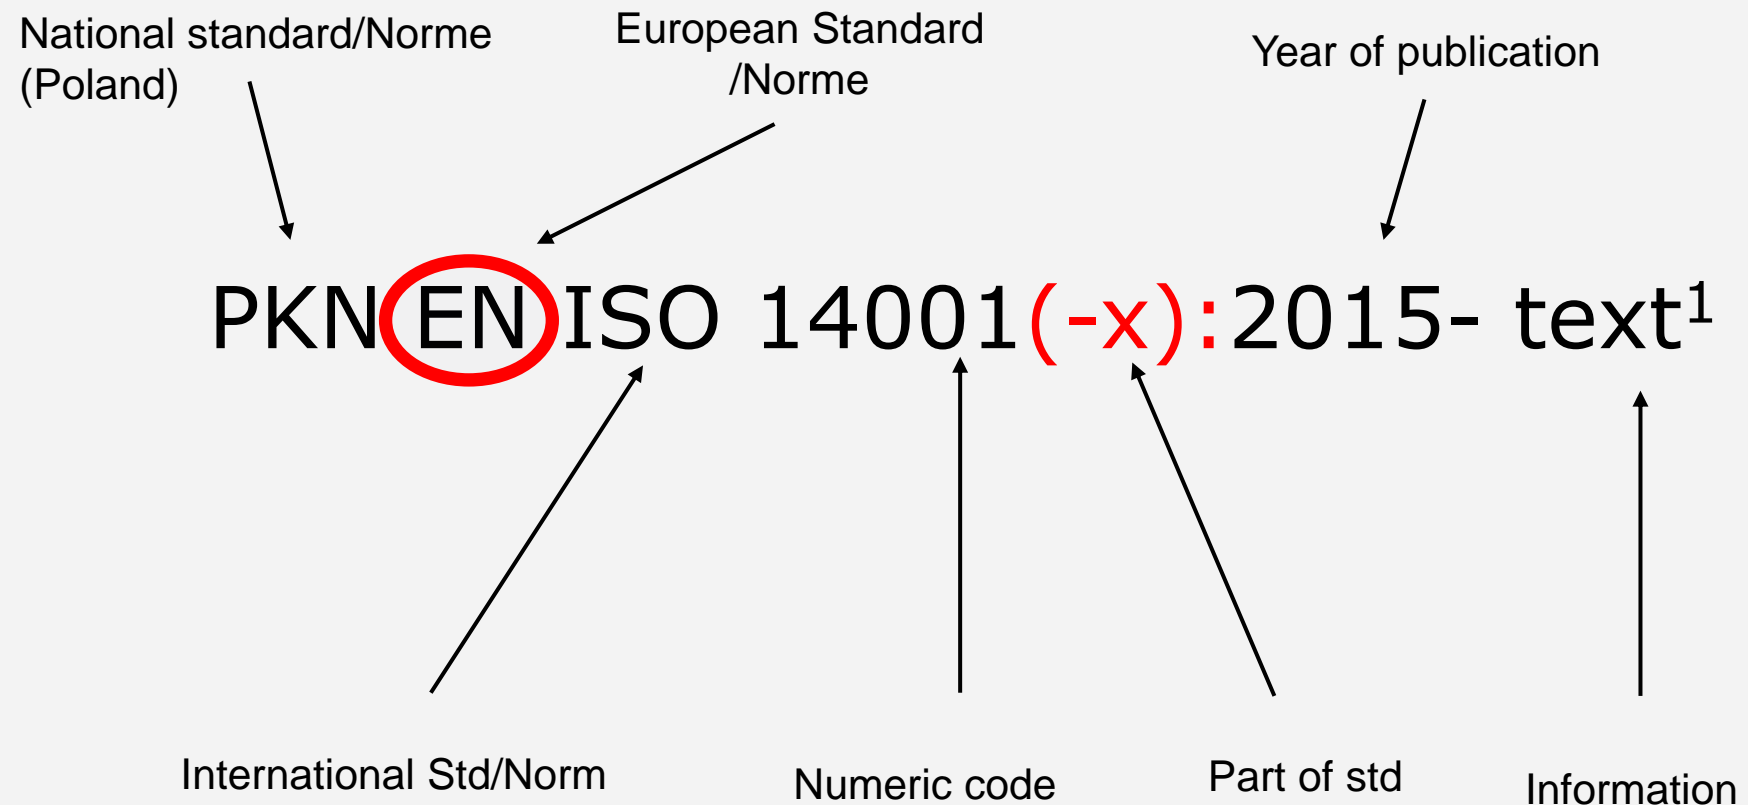 National standard/Norme
(Poland)
European Standard
/Norme
Year of publication
PKN EN ISO 14001(-x):2015- text¹
International Std/Norm
Numeric code
Part of std
Information